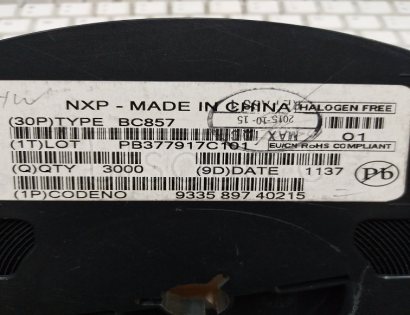 NXP - MADE IN CHINA HALOGEN FREE
(30P)TYPE BC857
2015-10-15
MAX 01
(1T)LOT PB377917C101 EU/CN RoHS COMPLIANT
(Q)QTY 3000 (9D)DATE 1137
Pb
(1P)CODENO 9335 897 40215